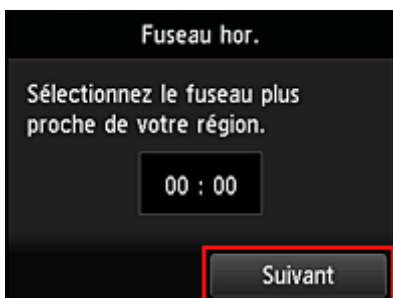 Fuseau hor.
Sélectionnez le fuseau plus
proche de votre région.
00 : 00
Suivant